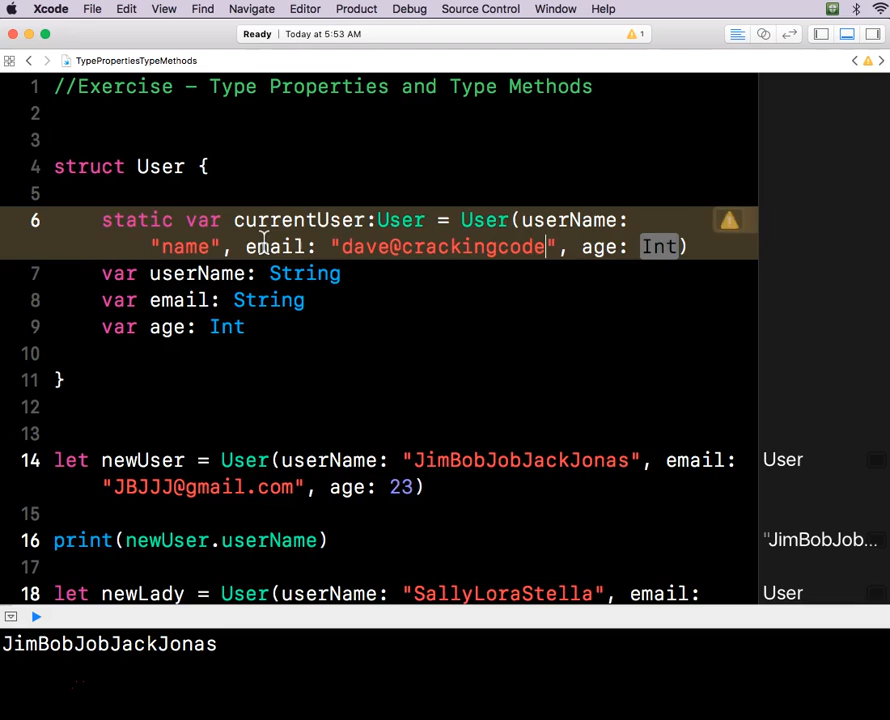 Xcode File Edit View Find Navigate Editor Product Debug Source Control Window Help
Ready | Today at 5:53 AM 1
TypePropertiesTypeMethods
1 //Exercise – Type Properties and Type Methods
2
3
4 struct User {
5
6 static var currentUser:User = User(userName:
"name", email: "dave@crackingcode", age: Int)
7 var userName: String
8 var email: String
9 var age: Int
10
11 }
12
13
14 let newUser = User(userName: "JimBobJobJackJonas", email: User
"JBJJJ@gmail.com", age: 23)
15
16 print(newUser.userName) "JimBobJob...
17
18 let newLady = User(userName: "SallyLoraStella", email: User
JimBobJobJackJonas